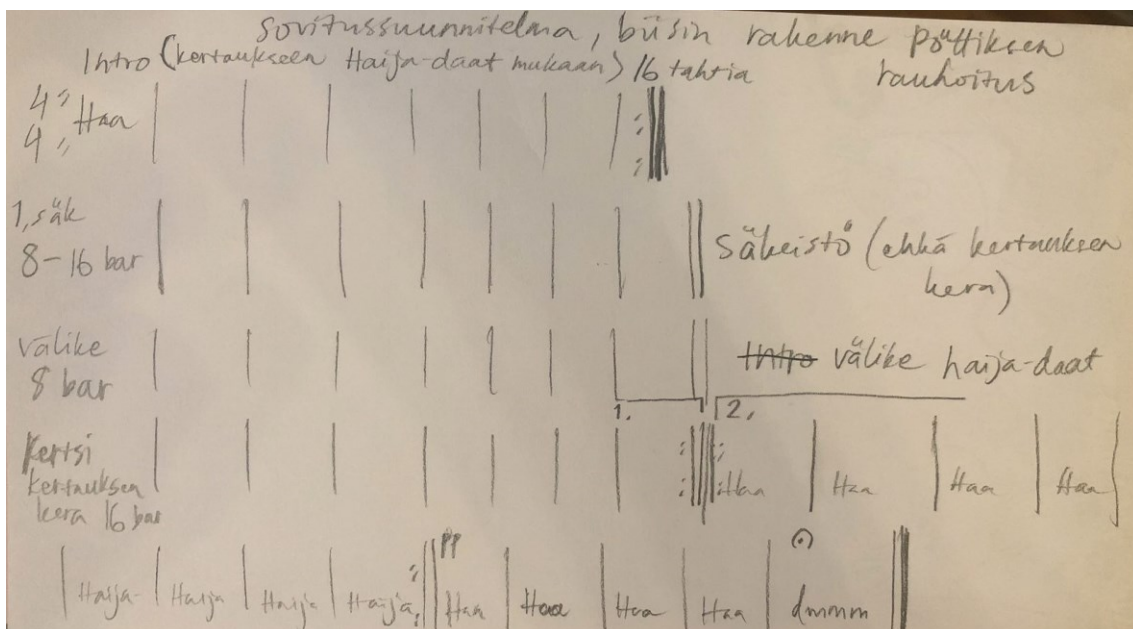 sovitussuunnitelma, biisin rakenne Pöttiksen
rauhoitus
Intro (kertaukseen Haija-daat mukaan) 16 tahtia
4
4 Haa
1, säk
8-16 bar
säkeistö (ehkä kertauksen
kera)
välike
8 bar
Intro välike haija-daat
1. 2.
Kertsi
kertauksen
kera 16 bar
Haa Haa Haa Haa
PP
Haija- Haija Haija Haija Haa Haa Haa Haa dmmm